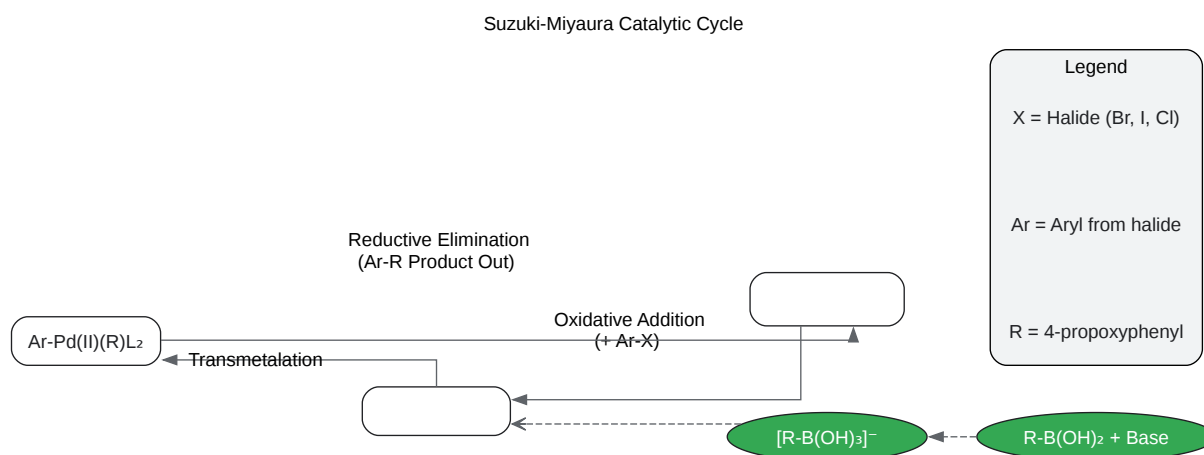 Suzuki-Miyaura Catalytic Cycle
Legend
X = Halide (Br, I, Cl)
Ar = Aryl from halide
R = 4-propoxyphenyl
Reductive Elimination
(Ar-R Product Out)
Oxidative Addition
(+ Ar-X)
Ar-Pd(II)(R)L₂
Transmetalation
[R-B(OH)₃]⁻
R-B(OH)₂ + Base